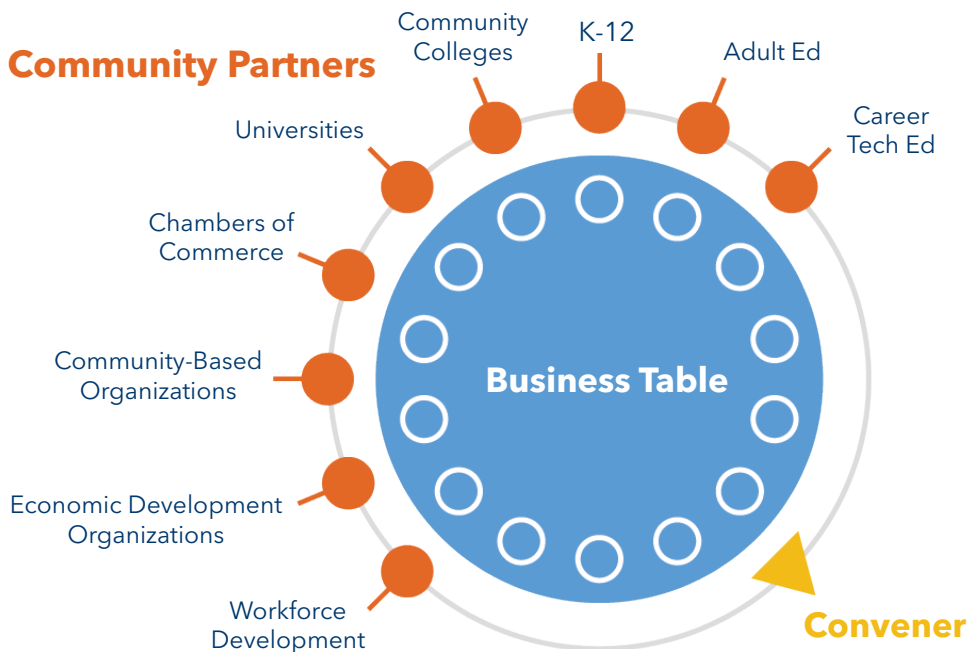 Community Partners
Community
Colleges
K-12
Adult Ed
Career
Tech Ed
Universities
Chambers of
Commerce
Community-Based
Organizations
Economic Development
Organizations
Workforce
Development
Business Table
Convener